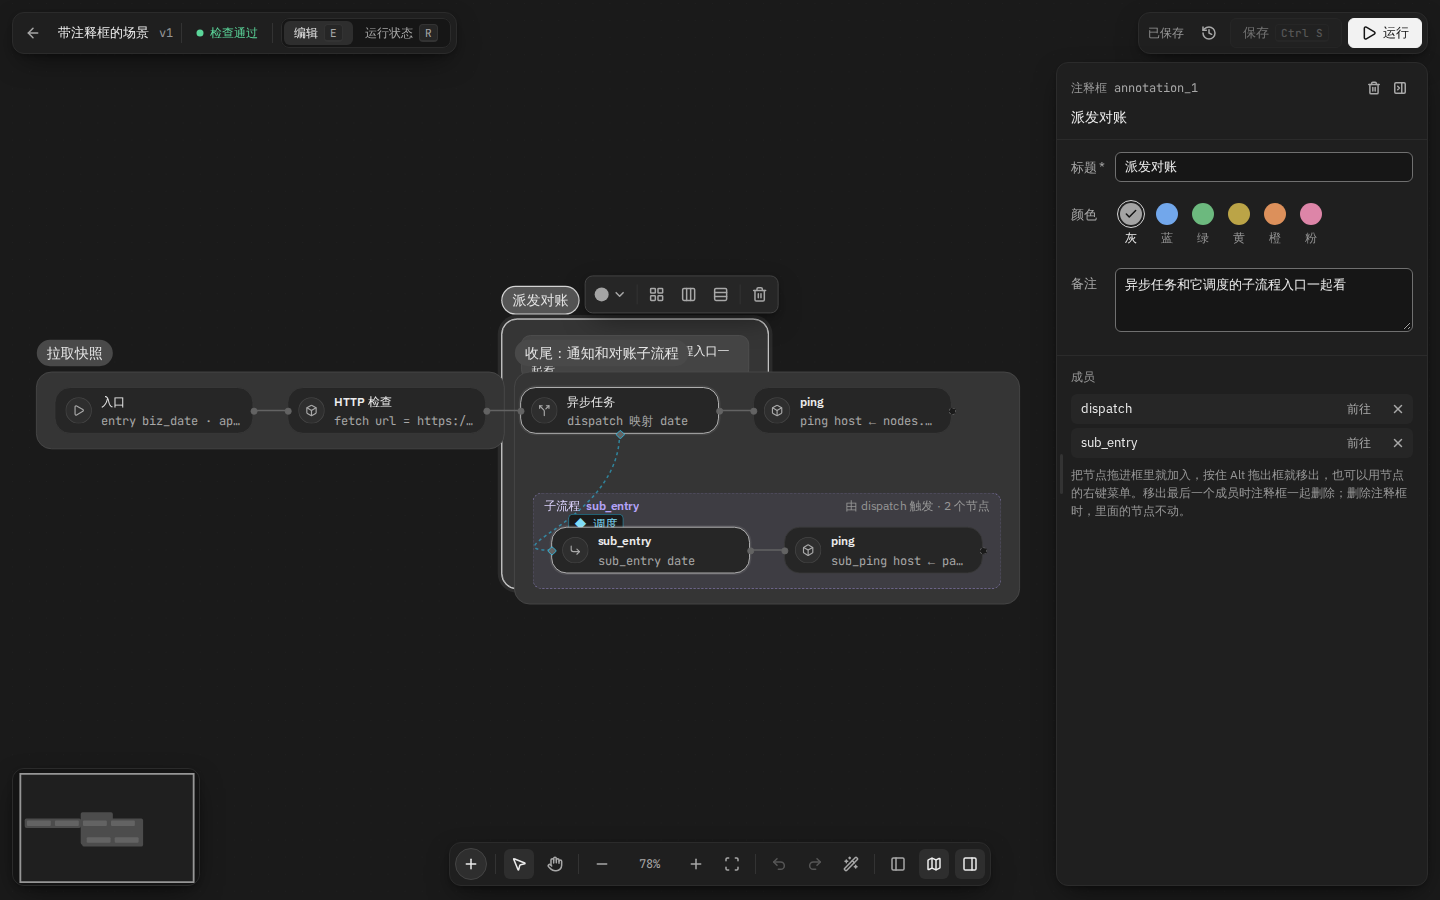 带注释框的场景 v1 检查通过 编辑 E 运行状态 R
已保存 保存 Ctrl S 运行
注释框 annotation_1
派发对账
标题* 派发对账
颜色
灰 蓝 绿 黄 橙 粉
备注 异步任务和它调度的子流程入口一起看
成员
dispatch 前往
sub_entry 前往
把节点拖进框里就加入，按住 Alt 拖出框就移出，也可以用节点
的右键菜单。移出最后一个成员时注释框一起删除；删除注释框
时，里面的节点不动。
派发对账
拉取快照
收尾：通知和对账子流程 入口一
起看
入口
entry biz_date · ap…
HTTP 检查
fetch url = https:/…
异步任务
dispatch 映射 date
ping
ping host ← nodes.…
子流程 sub_entry 由 dispatch 触发 · 2 个节点
调度
sub_entry
sub_entry date
ping
sub_ping host ← pa…
78%